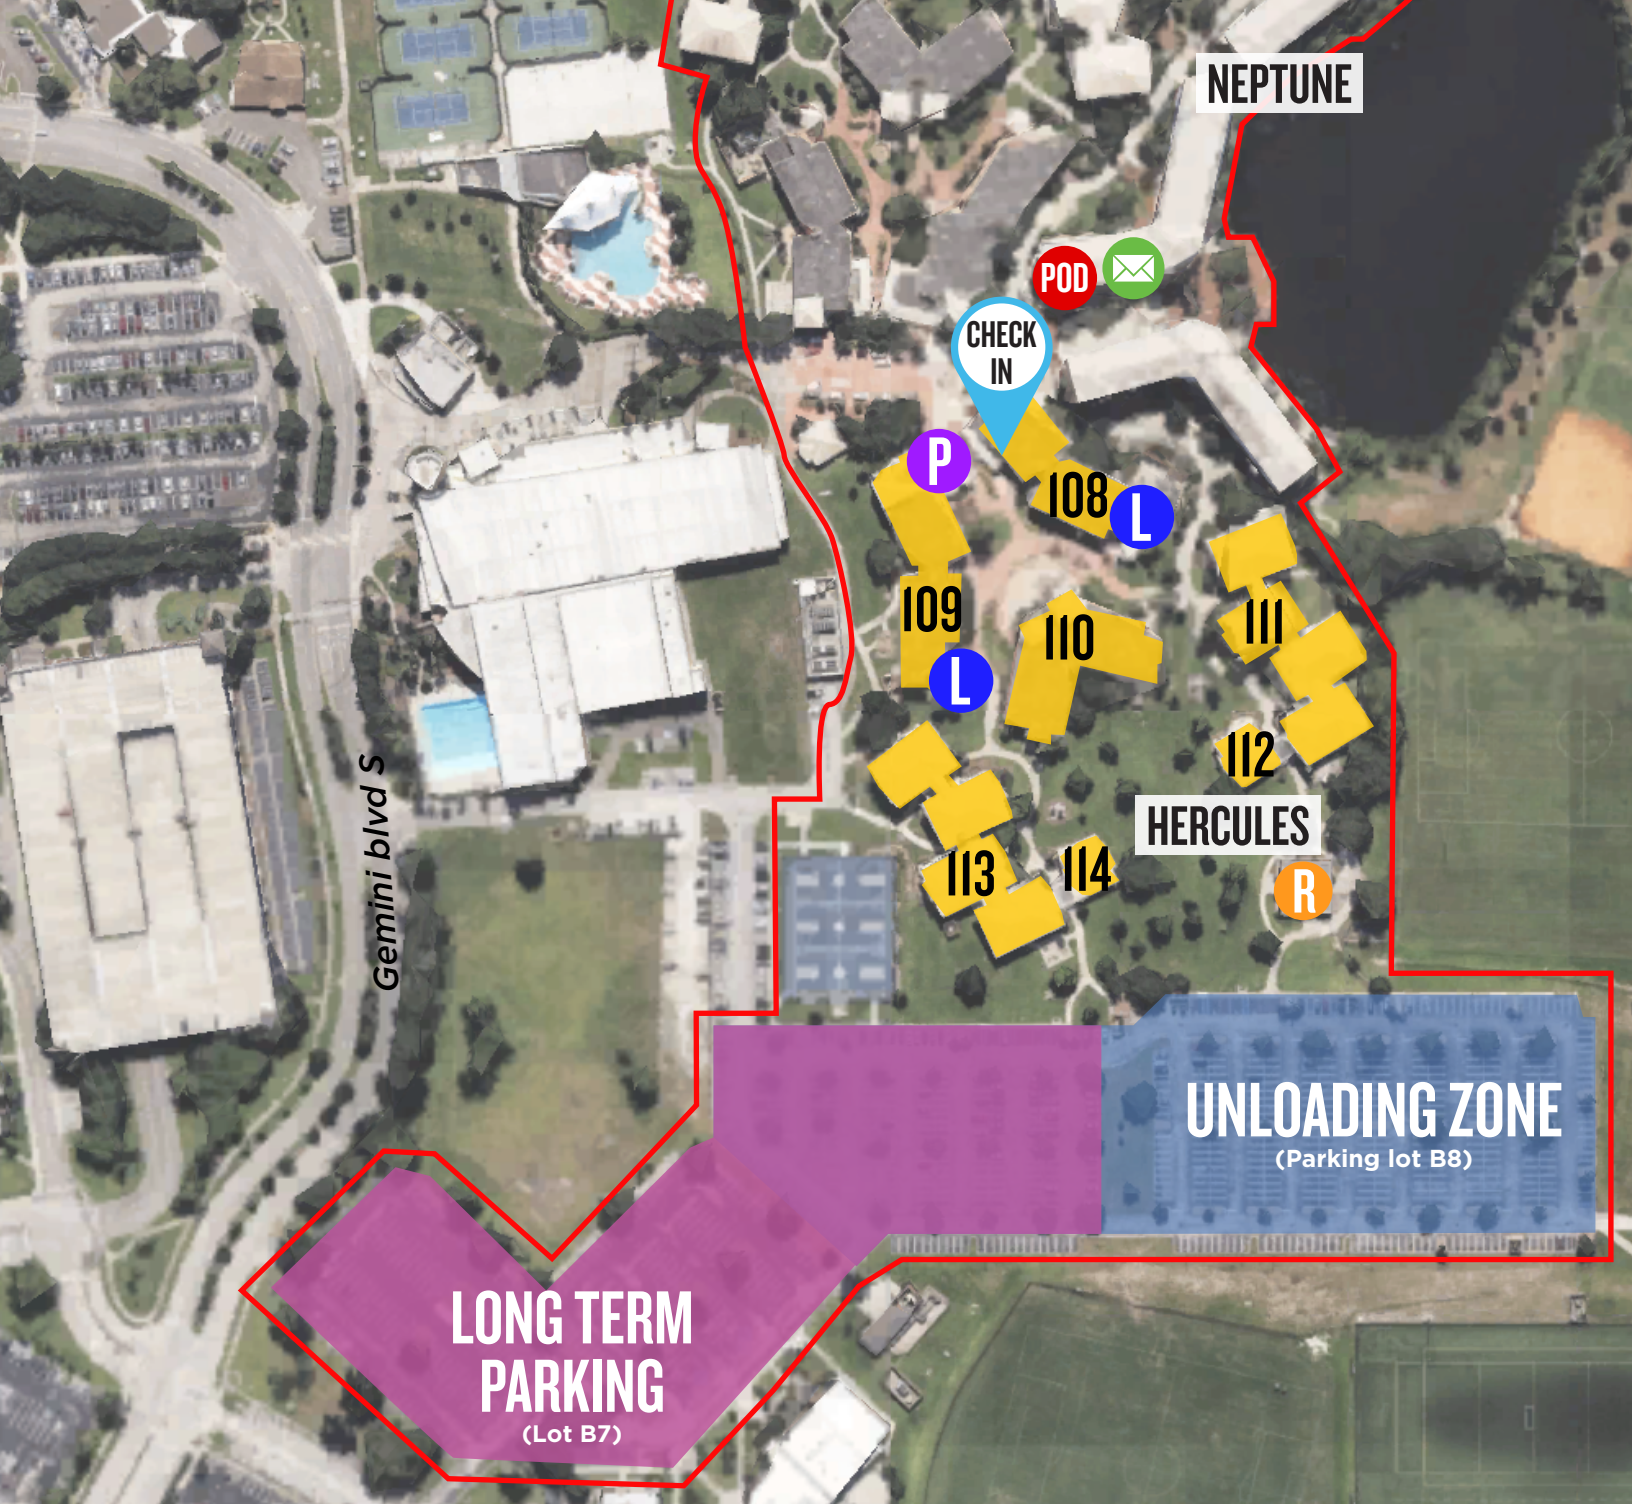 NEPTUNE
POD
CHECK
IN
P
108
L
109
110
111
L
112
HERCULES
Gemini blvd S
113
114
R
UNLOADING ZONE
(Parking lot B8)
LONG TERM
PARKING
(Lot B7)